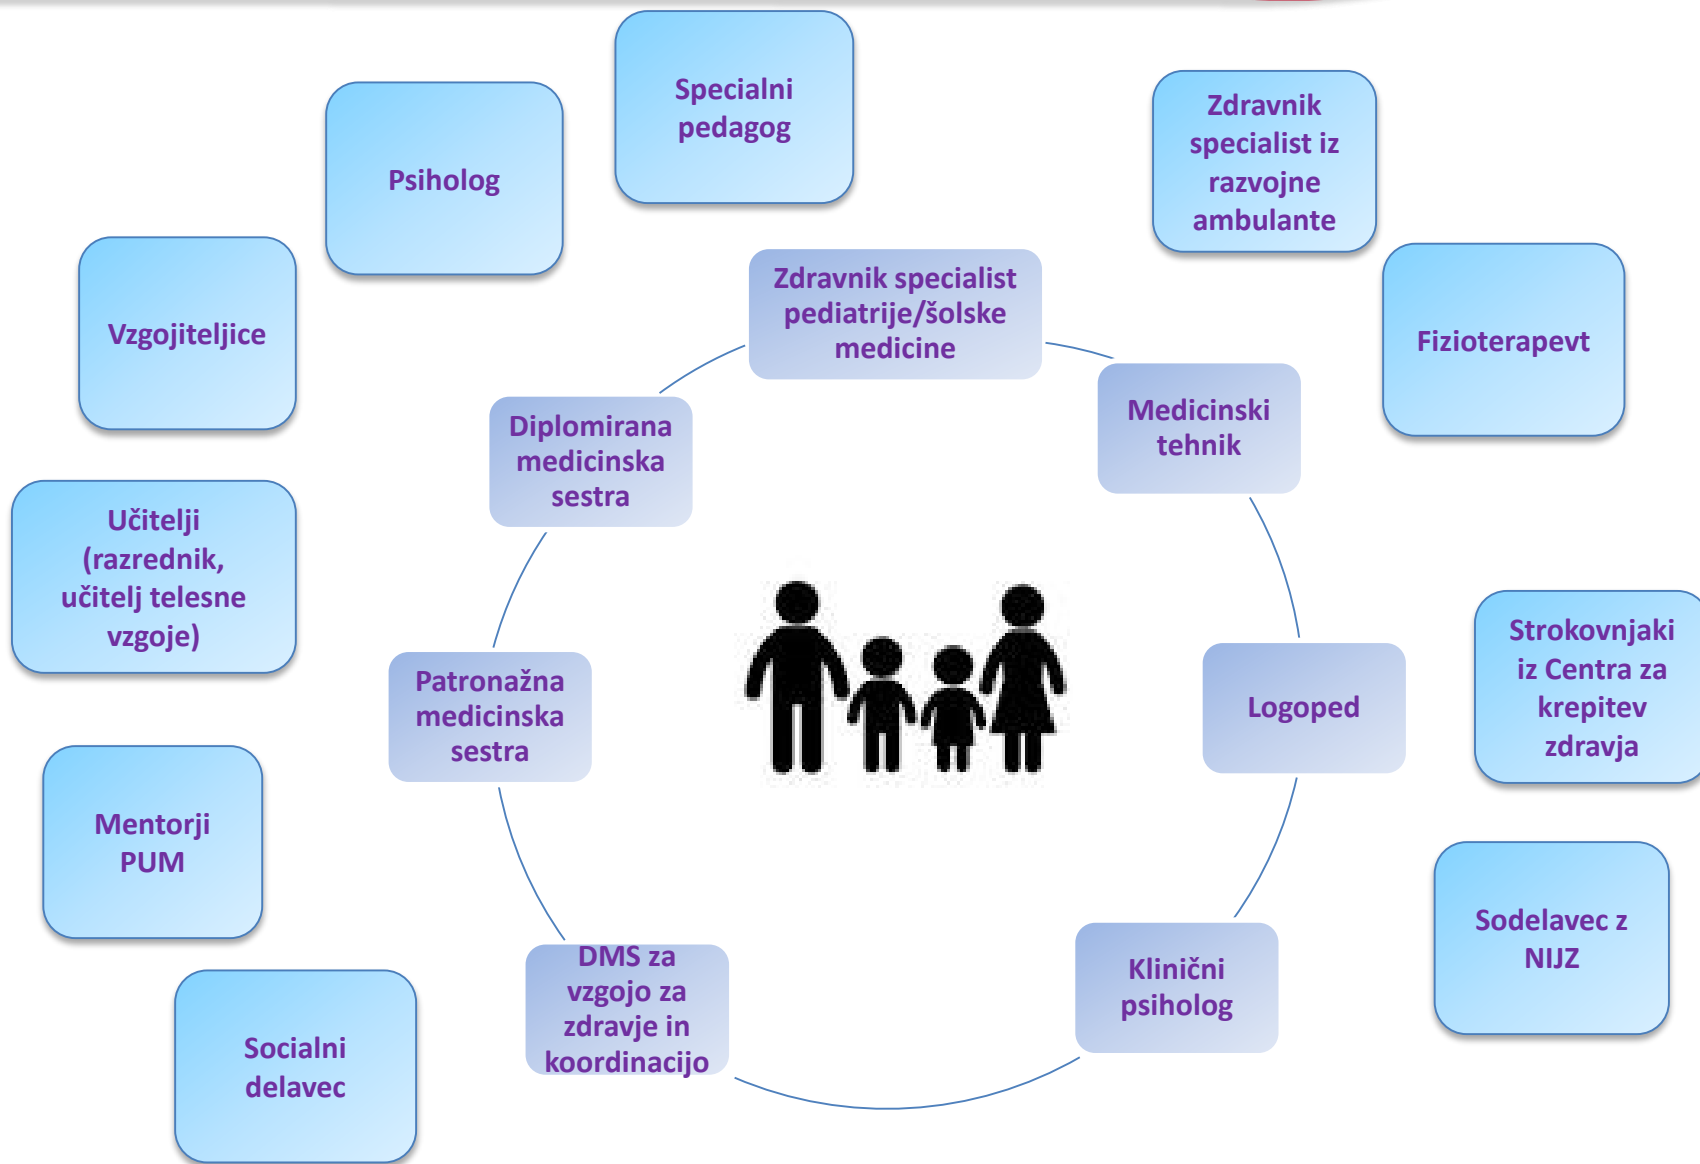 Specialni
pedagog
Psiholog
Zdravnik
specialist iz
razvojne
ambulante
Vzgojiteljice
Zdravnik specialist
pediatrije/šolske
medicine
Fizioterapevt
Diplomirana
medicinska
sestra
Medicinski
tehnik
Učitelji
(razrednik,
učitelj telesne
vzgoje)
Strokovnjaki
iz Centra za
krepitev
zdravja
Patronažna
medicinska
sestra
Logoped
Mentorji
PUM
Sodelavec z
NIJZ
DMS za
vzgojo za
zdravje in
koordinacijo
Klinični
psiholog
Socialni
delavec